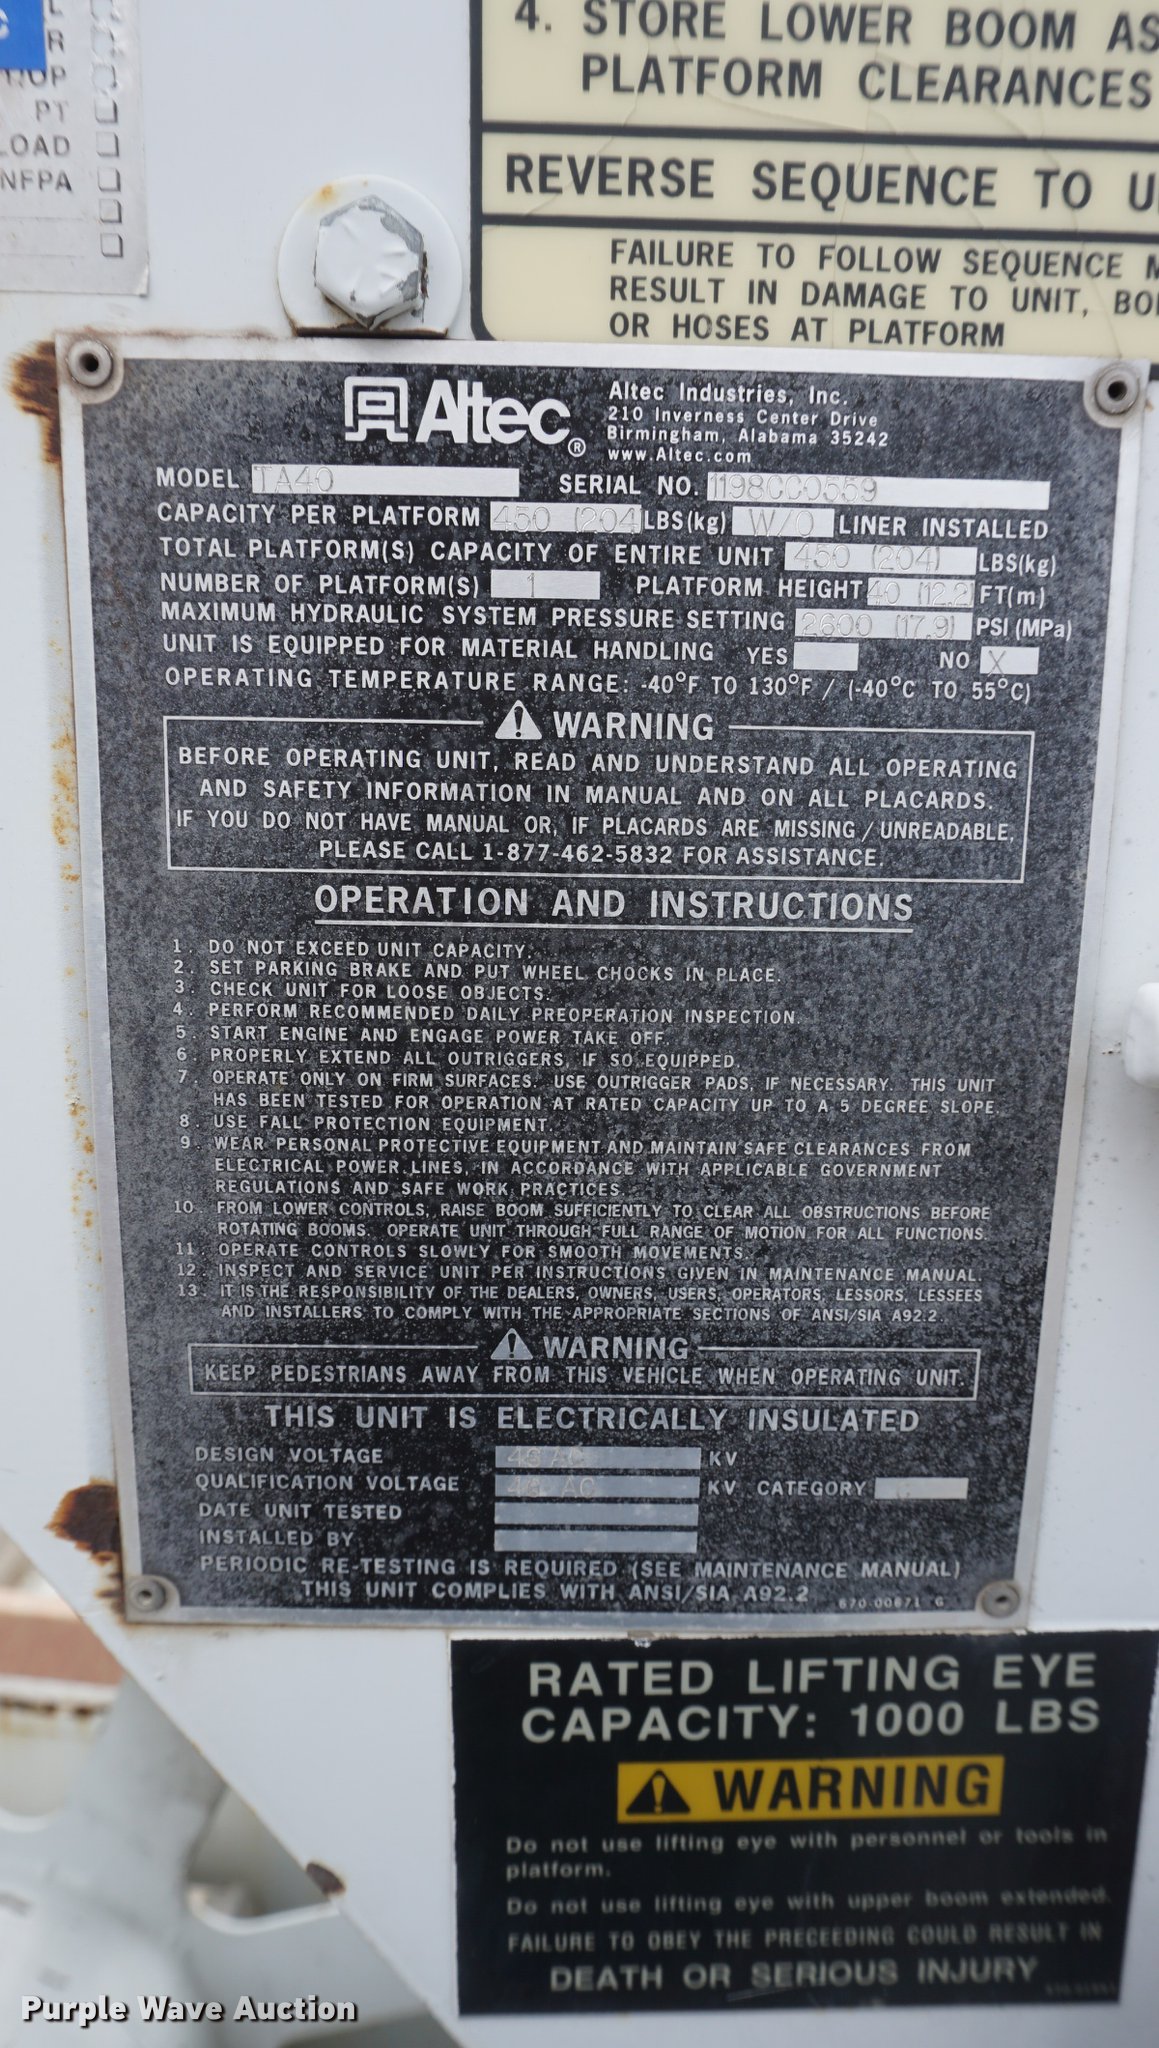 R
PT
LOAD
NFPA
4. STORE LOWER BOOM AS
PLATFORM CLEARANCES
REVERSE SEQUENCE TO
FAILURE TO FOLLOW SEQUENCE
RESULT IN DAMAGE TO UNIT,
OR HOSES AT PLATFORM
Altec®
Altec Industries, Inc.
210 Inverness Center Drive
Birmingham, Alabama 35242
www.Altec.com
MODEL TA40 SERIAL NO. 1198CC0559
CAPACITY PER PLATFORM 450 (204 LBS(kg) W/O LINER INSTALLED
TOTAL PLATFORM(S) CAPACITY OF ENTIRE UNIT 450 (204) LBS(kg)
NUMBER OF PLATFORM(S) 1 PLATFORM HEIGHT 40 (12.2) FT(m)
MAXIMUM HYDRAULIC SYSTEM PRESSURE SETTING 2600 (17.9) PSI (MPa)
UNIT IS EQUIPPED FOR MATERIAL HANDLING YES NO X
OPERATING TEMPERATURE RANGE: -40°F TO 130°F / (-40°C TO 55°C)
WARNING
BEFORE OPERATING UNIT, READ AND UNDERSTAND ALL OPERATING
AND SAFETY INFORMATION IN MANUAL AND ON ALL PLACARDS.
IF YOU DO NOT HAVE MANUAL OR, IF PLACARDS ARE MISSING/UNREADABLE,
PLEASE CALL 1-877-462-5832 FOR ASSISTANCE.
OPERATION AND INSTRUCTIONS
1. DO NOT EXCEED UNIT CAPACITY.
2. SET PARKING BRAKE AND PUT WHEEL CHOCKS IN PLACE.
3. CHECK UNIT FOR LOOSE OBJECTS.
4. PERFORM RECOMMENDED DAILY PREOPERATION INSPECTION.
5. START ENGINE AND ENGAGE POWER TAKE OFF.
6. PROPERLY EXTEND ALL OUTRIGGERS, IF SO EQUIPPED.
7. OPERATE ONLY ON FIRM SURFACES. USE OUTRIGGER PADS, IF NECESSARY. THIS UNIT
HAS BEEN TESTED FOR OPERATION AT RATED CAPACITY UP TO A 5 DEGREE SLOPE.
8. USE FALL PROTECTION EQUIPMENT.
9. WEAR PERSONAL PROTECTIVE EQUIPMENT AND MAINTAIN SAFE CLEARANCES FROM
ELECTRICAL POWER LINES, IN ACCORDANCE WITH APPLICABLE GOVERNMENT
REGULATIONS AND SAFE WORK PRACTICES.
10. FROM LOWER CONTROLS, RAISE BOOM SUFFICIENTLY TO CLEAR ALL OBSTRUCTIONS BEFORE
ROTATING BOOMS. OPERATE UNIT THROUGH FULL RANGE OF MOTION FOR ALL FUNCTIONS.
11. OPERATE CONTROLS SLOWLY FOR SMOOTH MOVEMENTS.
12. INSPECT AND SERVICE UNIT PER INSTRUCTIONS GIVEN IN MAINTENANCE MANUAL.
13. IT IS THE RESPONSIBILITY OF THE DEALERS, OWNERS, USERS, OPERATORS, LESSORS, LESSEES
AND INSTALLERS TO COMPLY WITH THE APPROPRIATE SECTIONS OF ANSI/SIA A92.2.
WARNING
KEEP PEDESTRIANS AWAY FROM THIS VEHICLE WHEN OPERATING UNIT.
THIS UNIT IS ELECTRICALLY INSULATED
DESIGN VOLTAGE 46 AC KV
QUALIFICATION VOLTAGE 46 AC KV CATEGORY C
DATE UNIT TESTED
INSTALLED BY
PERIODIC RE-TESTING IS REQUIRED (SEE MAINTENANCE MANUAL)
THIS UNIT COMPLIES WITH ANSI/SIA A92.2 670-00671 G
RATED LIFTING EYE
CAPACITY: 1000 LBS
WARNING
Do not use lifting eye with personnel or tools in
platform.
Do not use lifting eye with upper boom extended.
FAILURE TO OBEY THE PRECEEDING COULD RESULT IN
DEATH OR SERIOUS INJURY
Purple Wave Auction